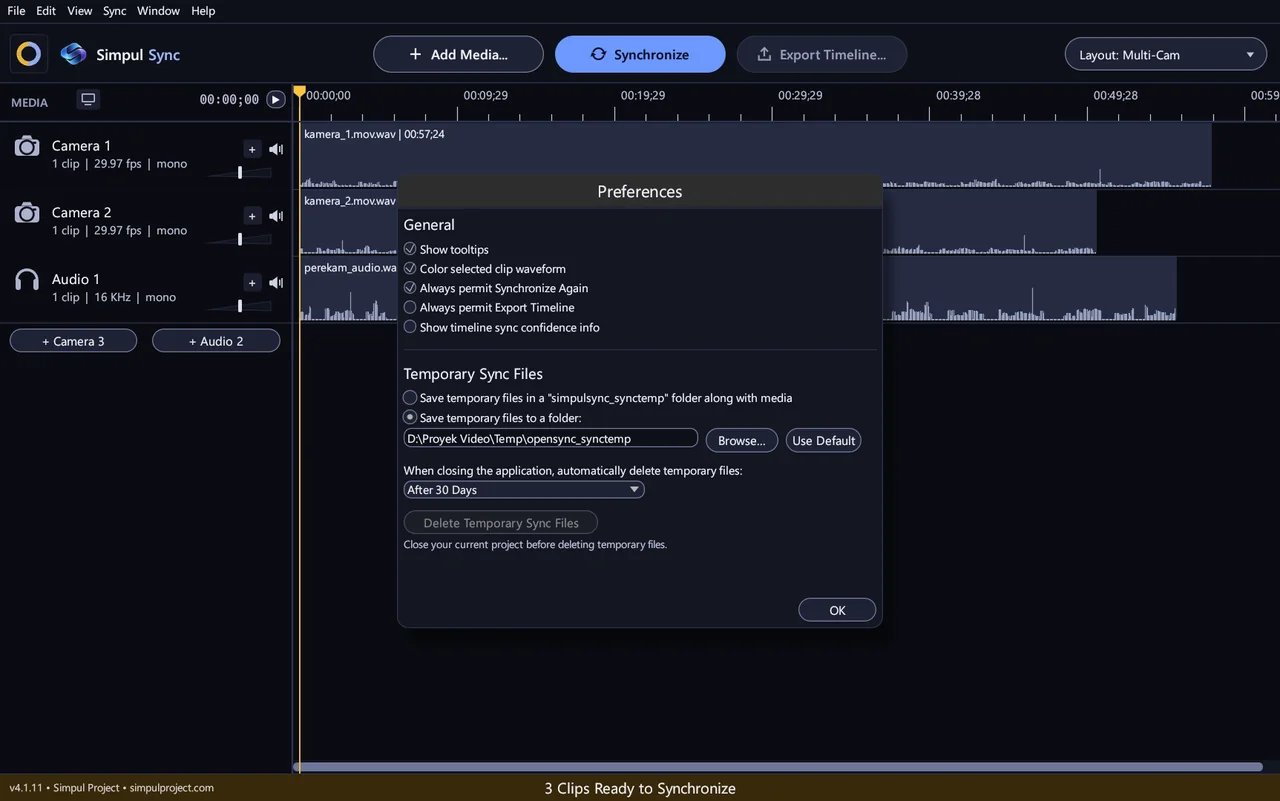 File Edit View Sync Window Help
Simpul Sync
+ Add Media...
Synchronize
Export Timeline...
Layout: Multi-Cam
MEDIA
00:00;00
00:00;00 00:09;29 00:19;29 00:29;29 00:39;28 00:49;28 00:59
Camera 1
1 clip | 29.97 fps | mono
+
kamera_1.mov.wav | 00:57;24
Camera 2
1 clip | 29.97 fps | mono
+
kamera_2.mov.wav
Audio 1
1 clip | 16 KHz | mono
+
perekam_audio.wa
+ Camera 3
+ Audio 2
Preferences
General
Show tooltips
Color selected clip waveform
Always permit Synchronize Again
Always permit Export Timeline
Show timeline sync confidence info
Temporary Sync Files
Save temporary files in a "simpulsync_synctemp" folder along with media
Save temporary files to a folder:
D:\Proyek Video\Temp\opensync_synctemp
Browse...
Use Default
When closing the application, automatically delete temporary files:
After 30 Days
Delete Temporary Sync Files
Close your current project before deleting temporary files.
OK
v4.1.11 • Simpul Project • simpulproject.com
3 Clips Ready to Synchronize